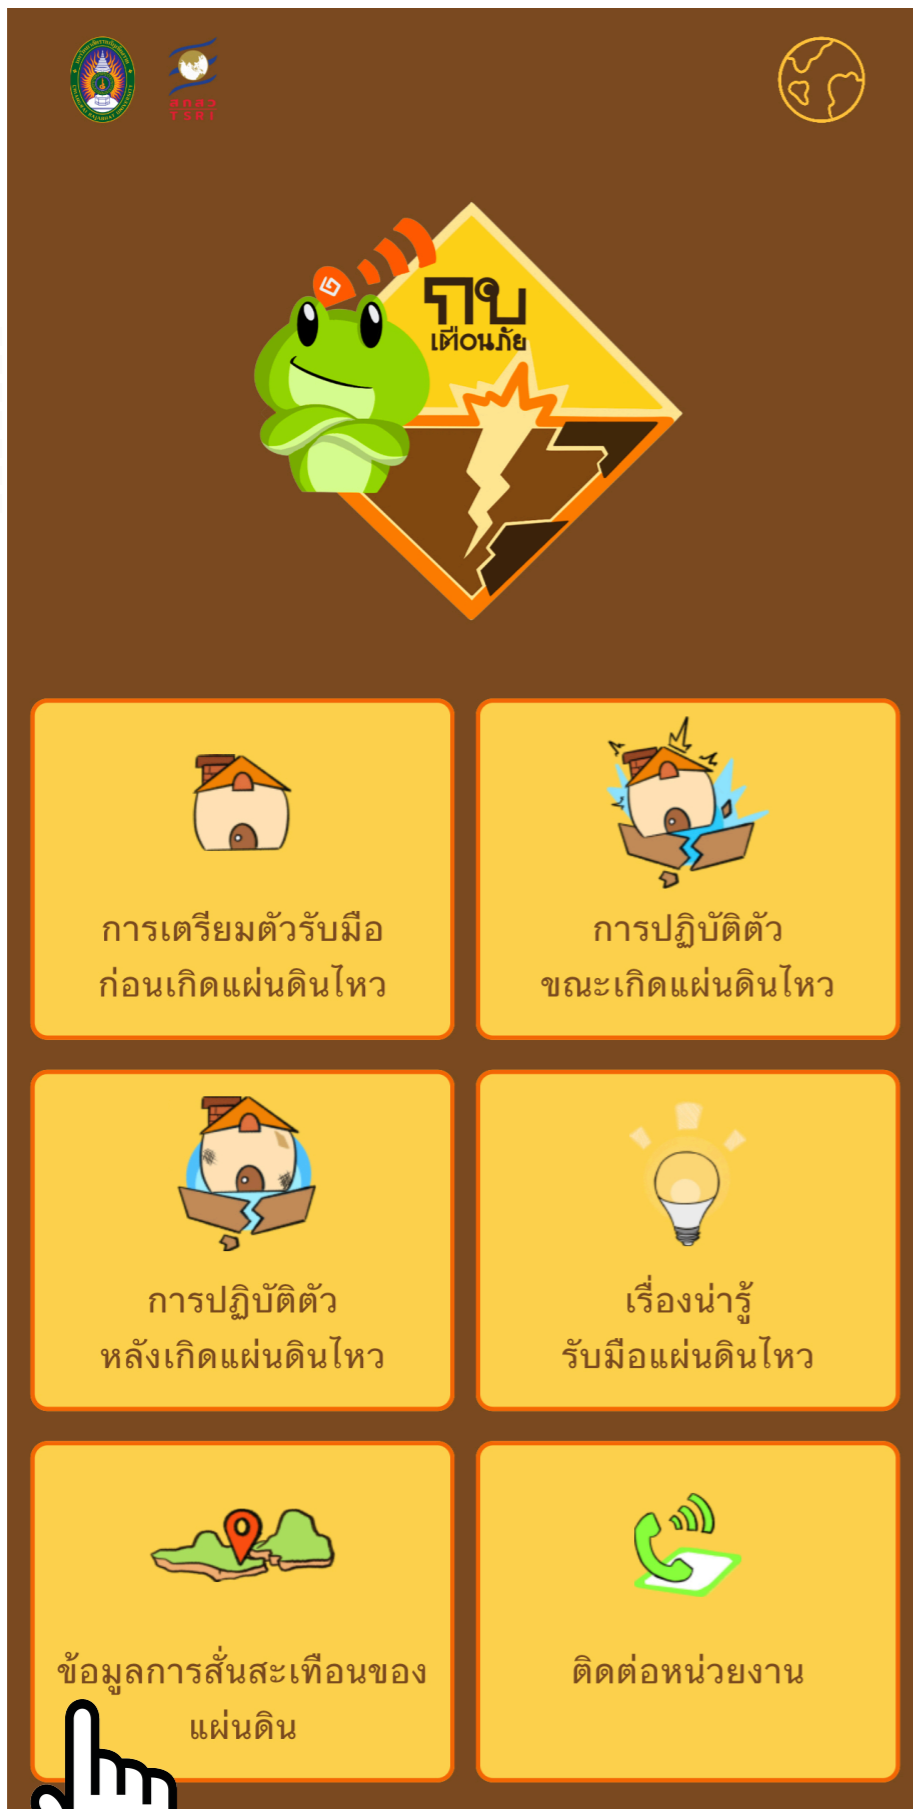 สกสว
TSRI
กบ
เตือนภัย
การเตรียมตัวรับมือ
ก่อนเกิดแผ่นดินไหว
การปฏิบัติตัว
ขณะเกิดแผ่นดินไหว
การปฏิบัติตัว
หลังเกิดแผ่นดินไหว
เรื่องน่ารู้
รับมือแผ่นดินไหว
ข้อมูลการสั่นสะเทือนของ
แผ่นดิน
ติดต่อหน่วยงาน